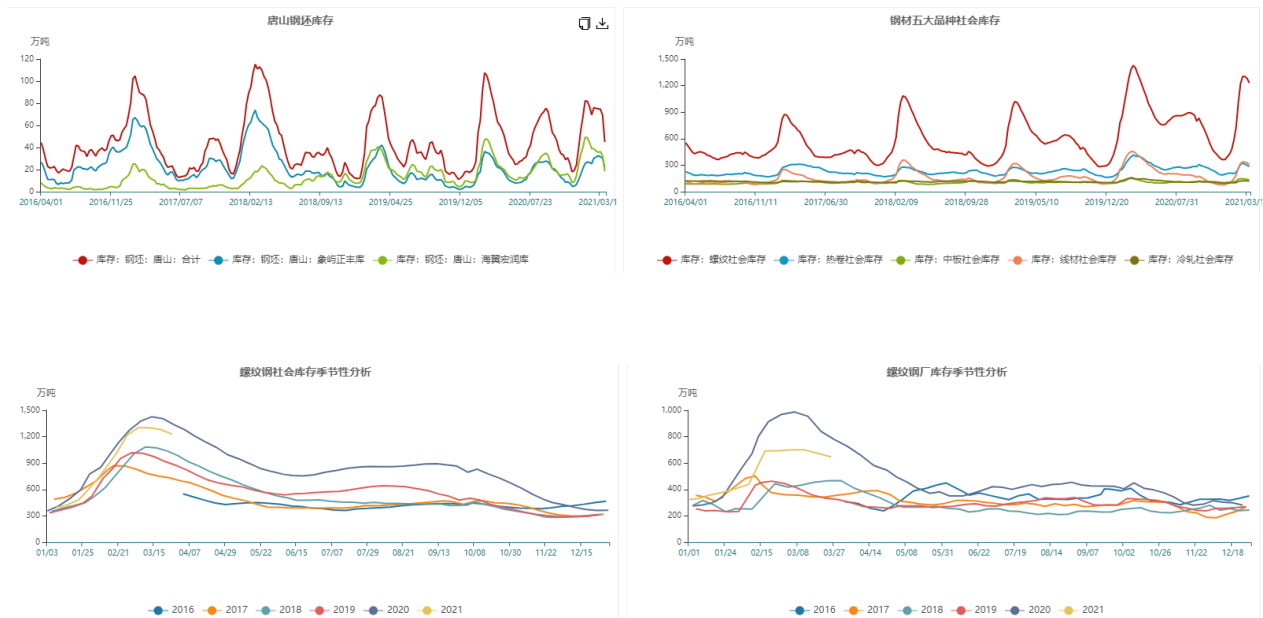 唐山钢坯库存
万吨
120
100
80
60
40
20
0
2016/04/01 2016/11/25 2017/07/07 2018/02/13 2018/09/13 2019/04/25 2019/12/05 2020/07/23 2021/03/1
库存：钢坯：唐山：合计 库存：钢坯：唐山：象屿正丰库 库存：钢坯：唐山：海翼宏润库
钢材五大品种社会库存
万吨
1,500
1,200
900
600
300
0
2016/04/01 2016/11/11 2017/06/30 2018/02/09 2018/09/28 2019/05/10 2019/12/20 2020/07/31 2021/03/1
库存：螺纹社会库存 库存：热卷社会库存 库存：中板社会库存 库存：线材社会库存 库存：冷轧社会库存
螺纹钢社会库存季节性分析
万吨
1,500
1,200
900
600
300
0
01/03 01/25 02/21 03/15 04/07 04/29 05/22 06/15 07/07 07/29 08/21 09/13 10/08 10/30 11/22 12/15
2016 2017 2018 2019 2020 2021
螺纹钢厂库存季节性分析
万吨
1,000
800
600
400
200
0
01/01 01/24 02/15 03/08 03/27 04/14 05/08 05/31 06/22 07/19 08/14 09/07 10/02 10/26 11/22 12/18
2016 2017 2018 2019 2020 2021